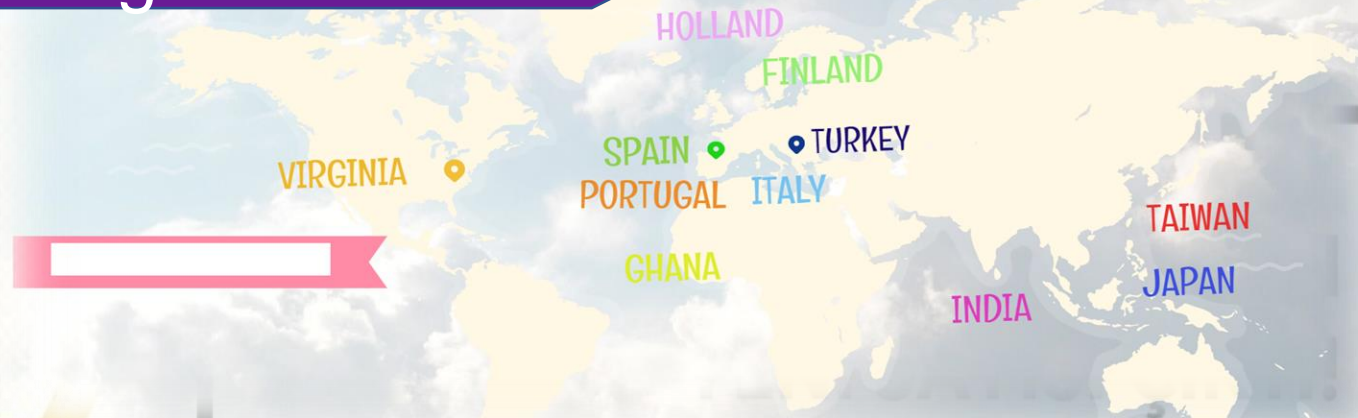 HOLLAND
FINLAND
SPAIN
TURKEY
VIRGINIA
PORTUGAL
ITALY
TAIWAN
GHANA
JAPAN
INDIA